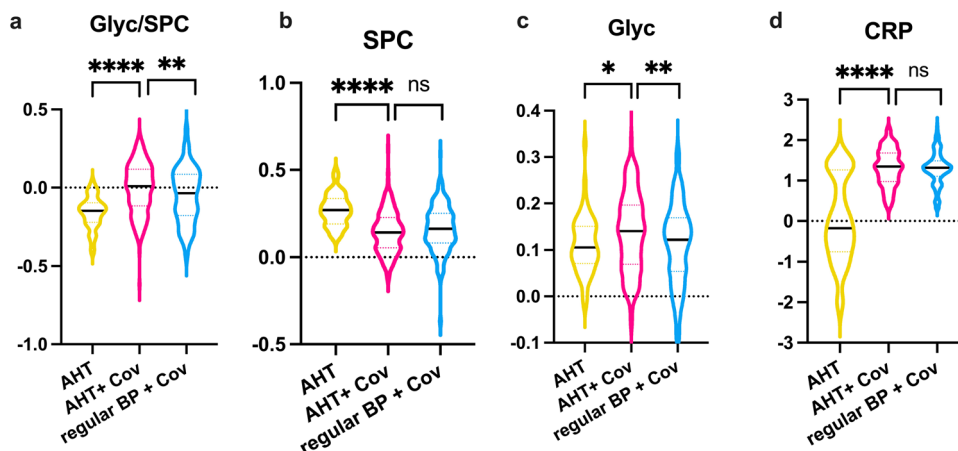 a
Glyc/SPC
**** **
0.5
0.0
-0.5
-1.0
AHT
AHT+ Cov
regular BP + Cov
b
SPC
**** ns
1.0
0.5
0.0
-0.5
AHT
AHT+ Cov
regular BP + Cov
c
Glyc
* **
0.4
0.3
0.2
0.1
0.0
0.1
AHT
AHT+ Cov
regular BP + Cov
d
CRP
**** ns
3
2
1
0
-1
-2
-3
AHT
AHT + Cov
regular BP + Cov